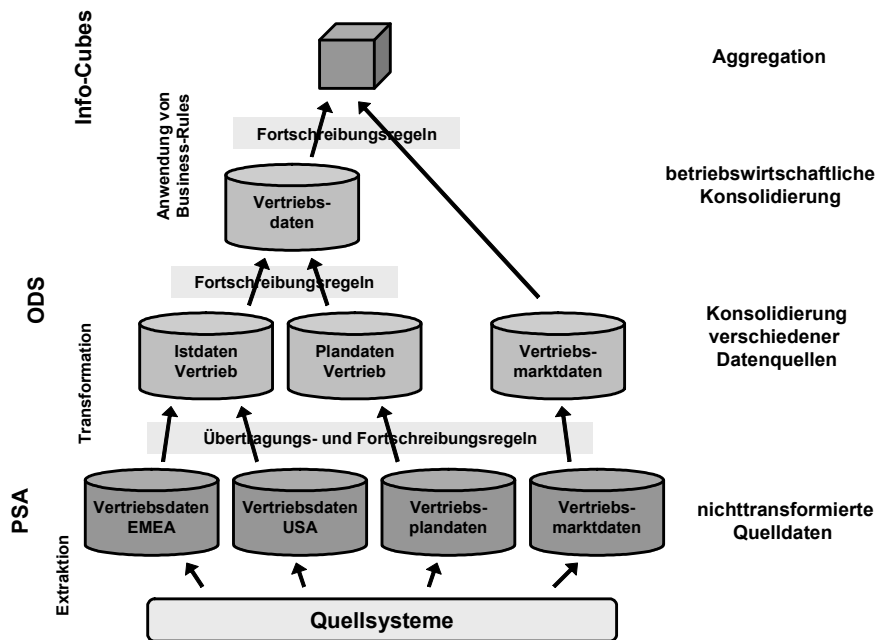 Info-Cubes
Aggregation
Anwendung von
Business-Rules
Fortschreibungsregeln
Vertriebs-
daten
betriebswirtschaftliche
Konsolidierung
Fortschreibungsregeln
ODS
Istdaten
Vertrieb
Plandaten
Vertrieb
Vertriebs-
marktdaten
Konsolidierung
verschiedener
Datenquellen
Transformation
Übertragungs- und Fortschreibungsregeln
PSA
Vertriebsdaten
EMEA
Vertriebsdaten
USA
Vertriebs-
plandaten
Vertriebs-
marktdaten
nichttransformierte
Quelldaten
Extraktion
Quellsysteme